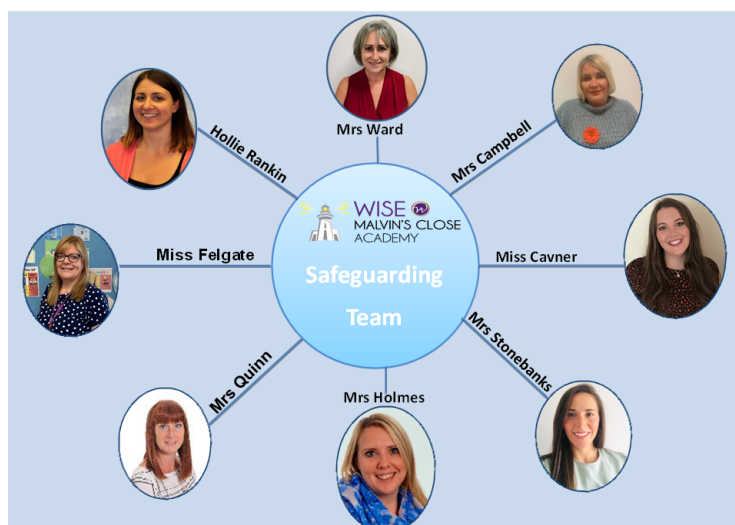 Mrs Ward
Hollie Rankin
Mrs Campbell
WISE
MALVIN'S CLOSE
ACADEMY
Miss Felgate
Safeguarding
Team
Miss Cavner
Mrs Quinn
Mrs Stonebanks
Mrs Holmes